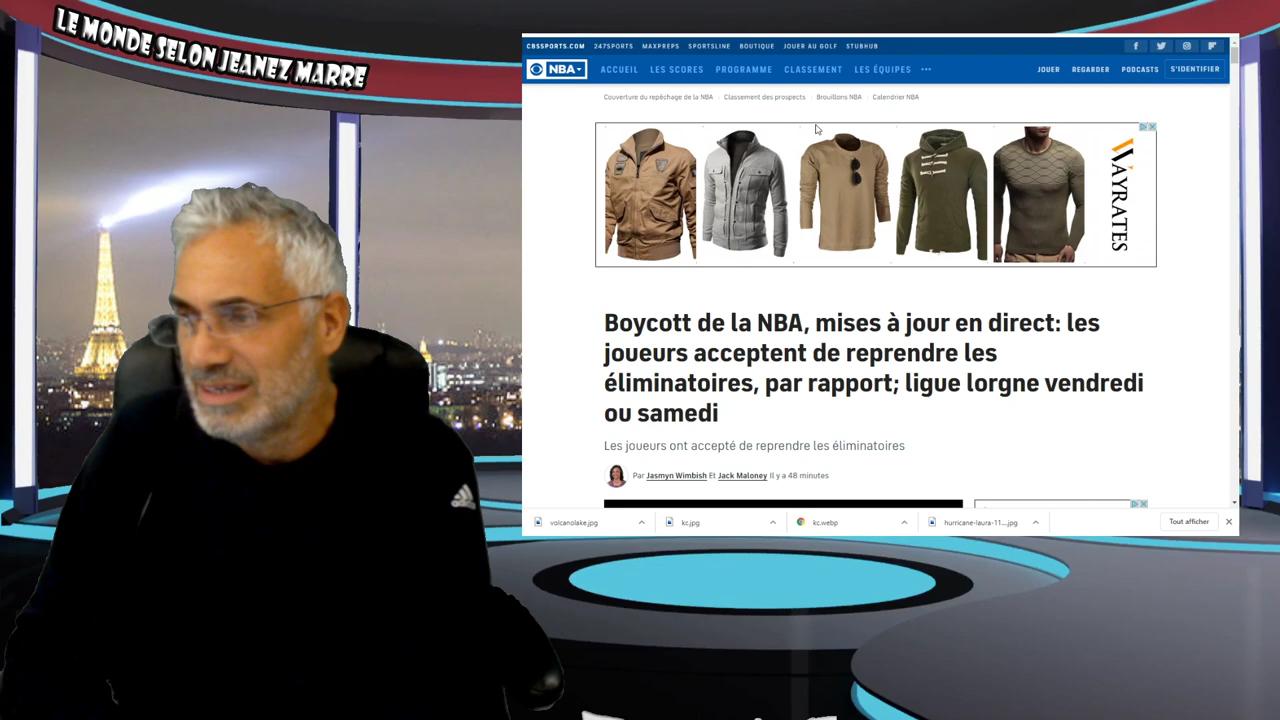 LE MONDE SELON JEANEZ MARRE
CBSSPORTS.COM 247SPORTS MAXPREPS SPORTSLINE BOUTIQUE JOUER AU GOLF STUBHUB
NBA ACCUEIL LES SCORES PROGRAMME CLASSEMENT LES ÉQUIPES ••• JOUER REGARDER PODCASTS S'IDENTIFIER
Couverture du repêchage de la NBA Classement des prospects Brouillons NBA Calendrier NBA
WAYRATES
Boycott de la NBA, mises à jour en direct: les
joueurs acceptent de reprendre les
éliminatoires, par rapport; ligue lorgne vendredi
ou samedi
Les joueurs ont accepté de reprendre les éliminatoires
Par Jasmyn Wimbish Et Jack Maloney Il y a 48 minutes
volcanolake.jpg kc.jpg kc.webp hurricane-laura-11....jpg Tout afficher